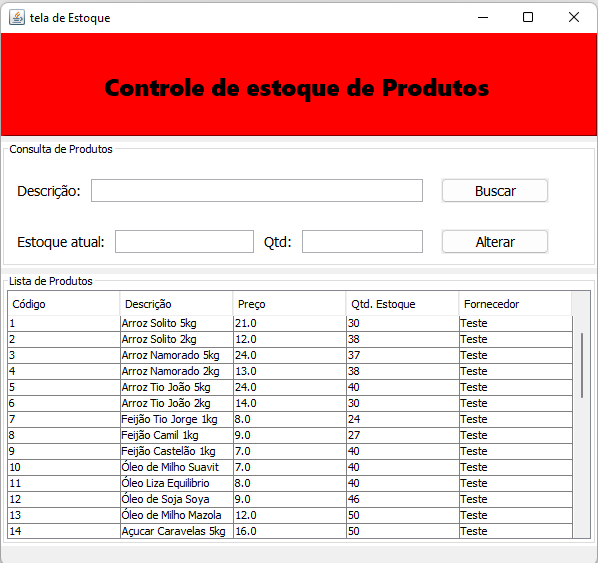 tela de Estoque
Controle de estoque de Produtos
Consulta de Produtos
Descrição: Buscar
Estoque atual: Qtd: Alterar
Lista de Produtos
Código Descrição Preço Qtd. Estoque Fornecedor
1 Arroz Solito 5kg 21.0 30 Teste
2 Arroz Solito 2kg 12.0 38 Teste
3 Arroz Namorado 5kg 24.0 37 Teste
4 Arroz Namorado 2kg 13.0 38 Teste
5 Arroz Tio João 5kg 24.0 40 Teste
6 Arroz Tio João 2kg 14.0 30 Teste
7 Feijão Tio Jorge 1kg 8.0 24 Teste
8 Feijão Camil 1kg 9.0 27 Teste
9 Feijão Castelão 1kg 7.0 40 Teste
10 Óleo de Milho Suavit 7.0 40 Teste
11 Óleo Liza Equilibrio 8.0 40 Teste
12 Óleo de Soja Soya 9.0 46 Teste
13 Óleo de Milho Mazola 12.0 50 Teste
14 Açucar Caravelas 5kg 16.0 50 Teste